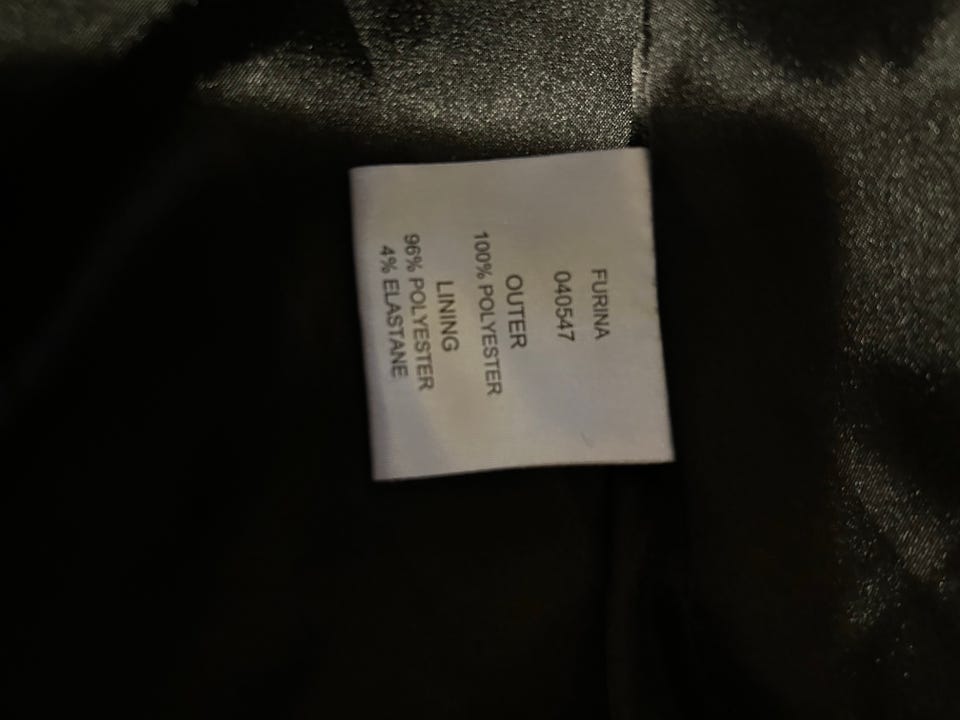 FURINA
040547
OUTER
100% POLYESTER
LINING
96% POLYESTER
4% ELASTANE